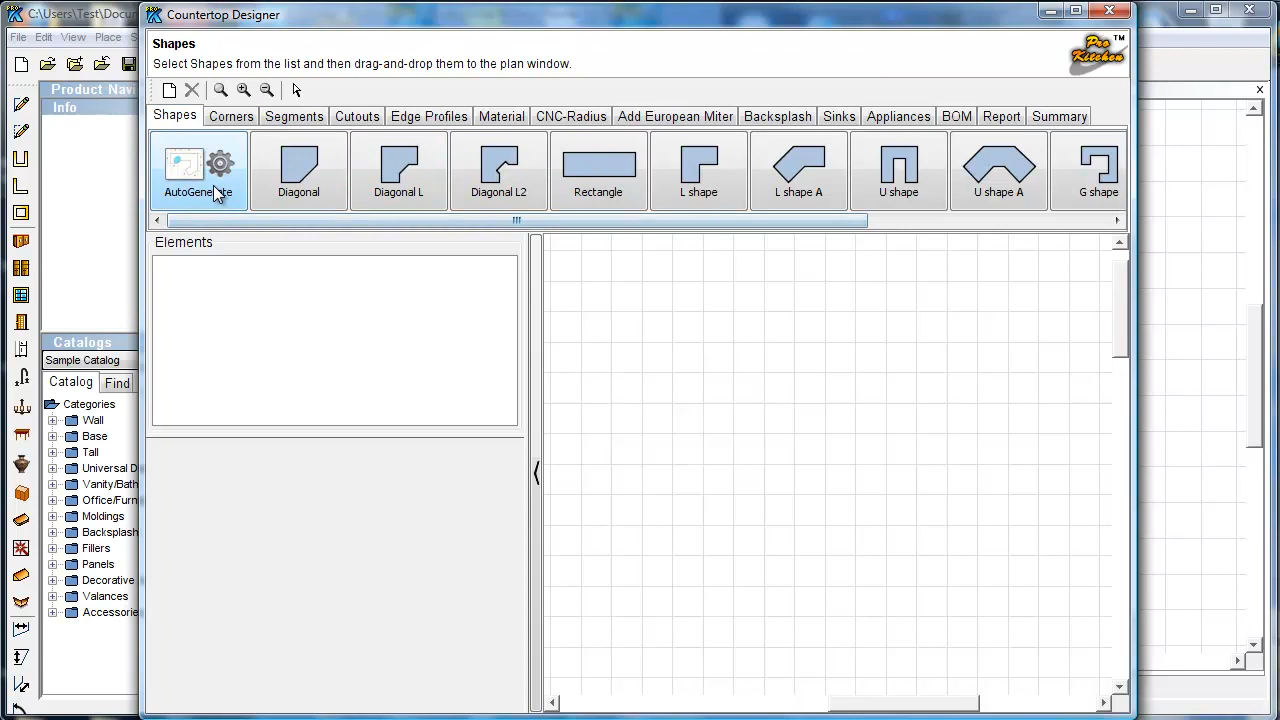 C:\Users\Test\Docun
Countertop Designer
File Edit View Place
Shapes
Select Shapes from the list and then drag-and-drop them to the plan window.
Pro Kitchen™
Shapes Corners Segments Cutouts Edge Profiles Material CNC-Radius Add European Miter Backsplash Sinks Appliances BOM Report Summary
AutoGenerate Diagonal Diagonal L Diagonal L2 Rectangle L shape L shape A U shape U shape A G shape
Product Navi
Info
Elements
Catalogs
Sample Catalog
Catalog Find
Categories
Wall
Base
Tall
Universal D
Vanity/Bath
Office/Furn
Moldings
Backsplash
Fillers
Panels
Decorative
Valances
Accessorie